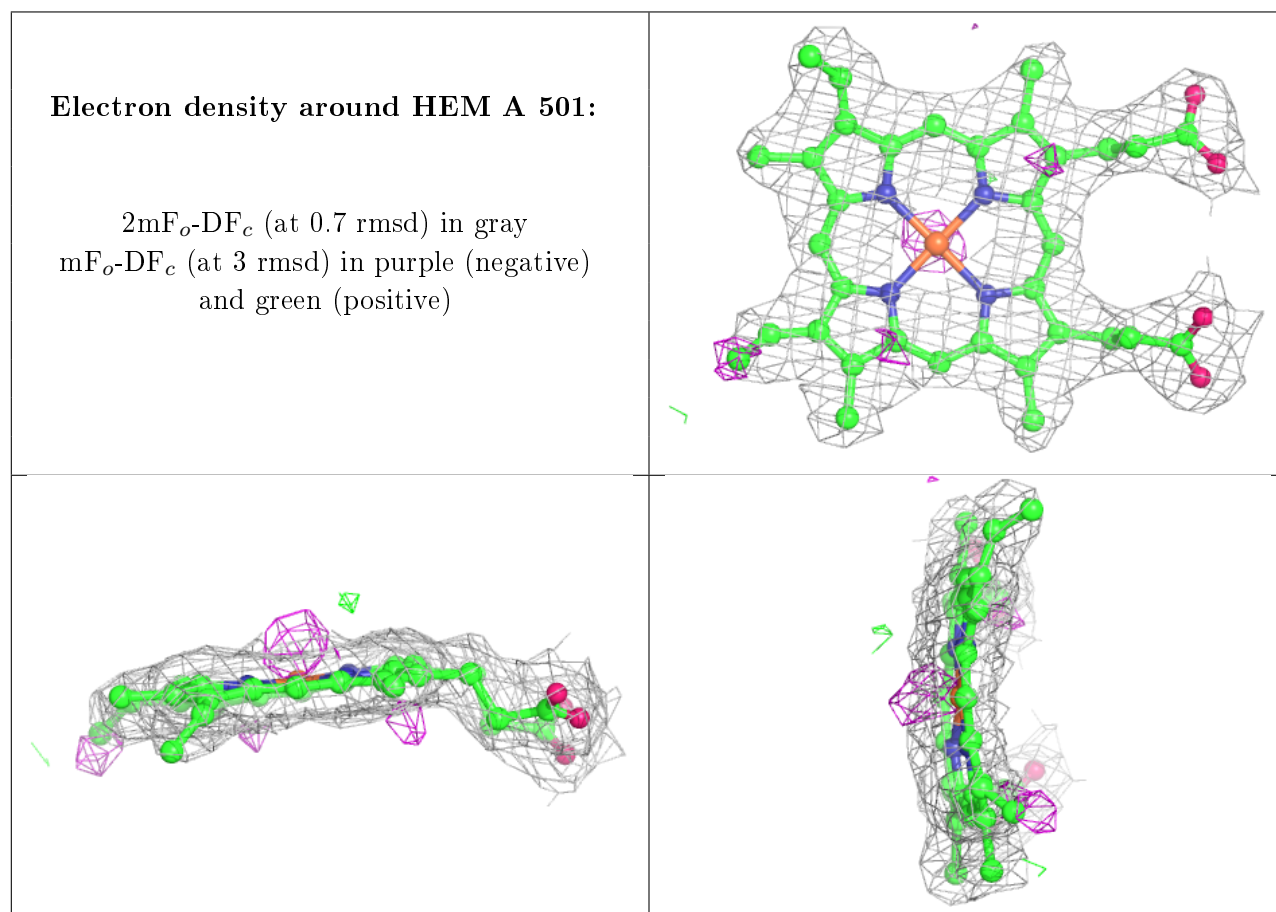 Electron density around HEM A 501:
2mFo-DFc (at 0.7 rmsd) in gray
mFo-DFc (at 3 rmsd) in purple (negative)
and green (positive)